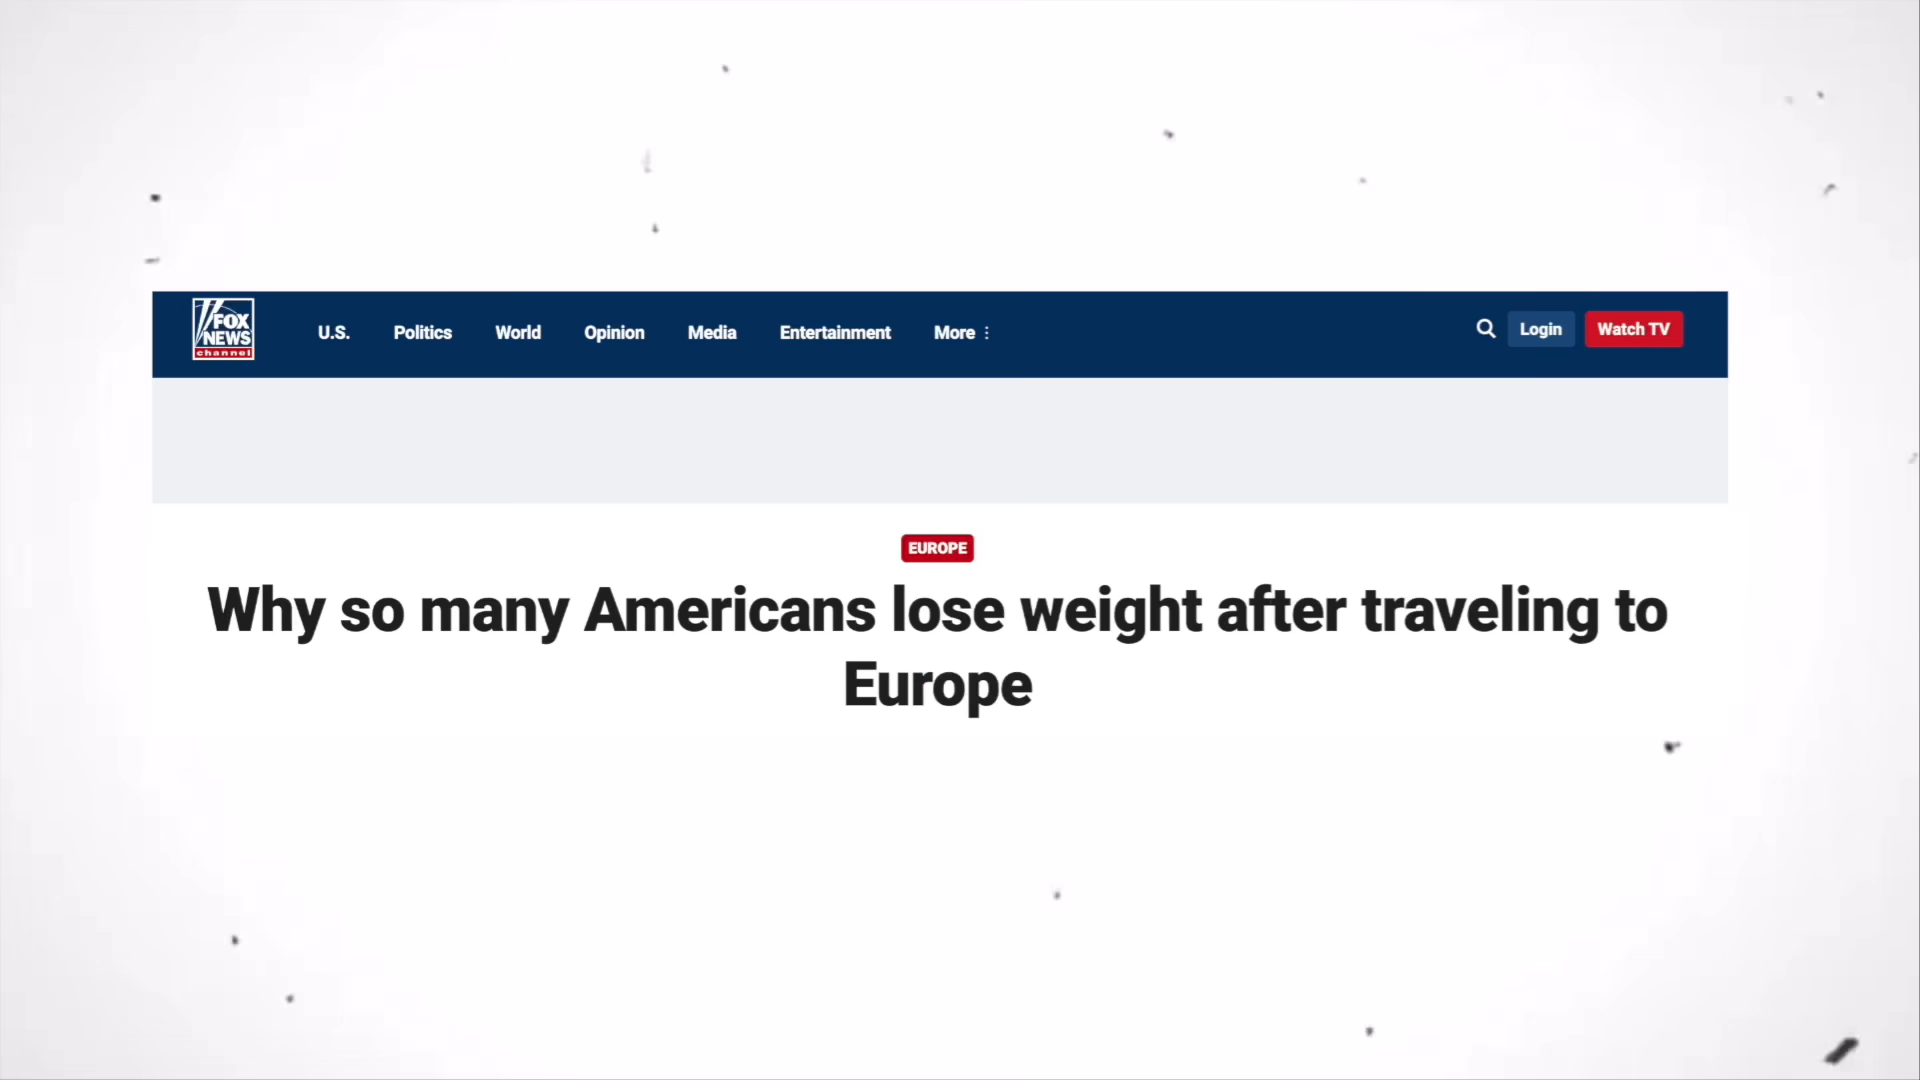 FOX
NEWS
channel
U.S. Politics World Opinion Media Entertainment More
Login Watch TV
EUROPE
Why so many Americans lose weight after traveling to
Europe